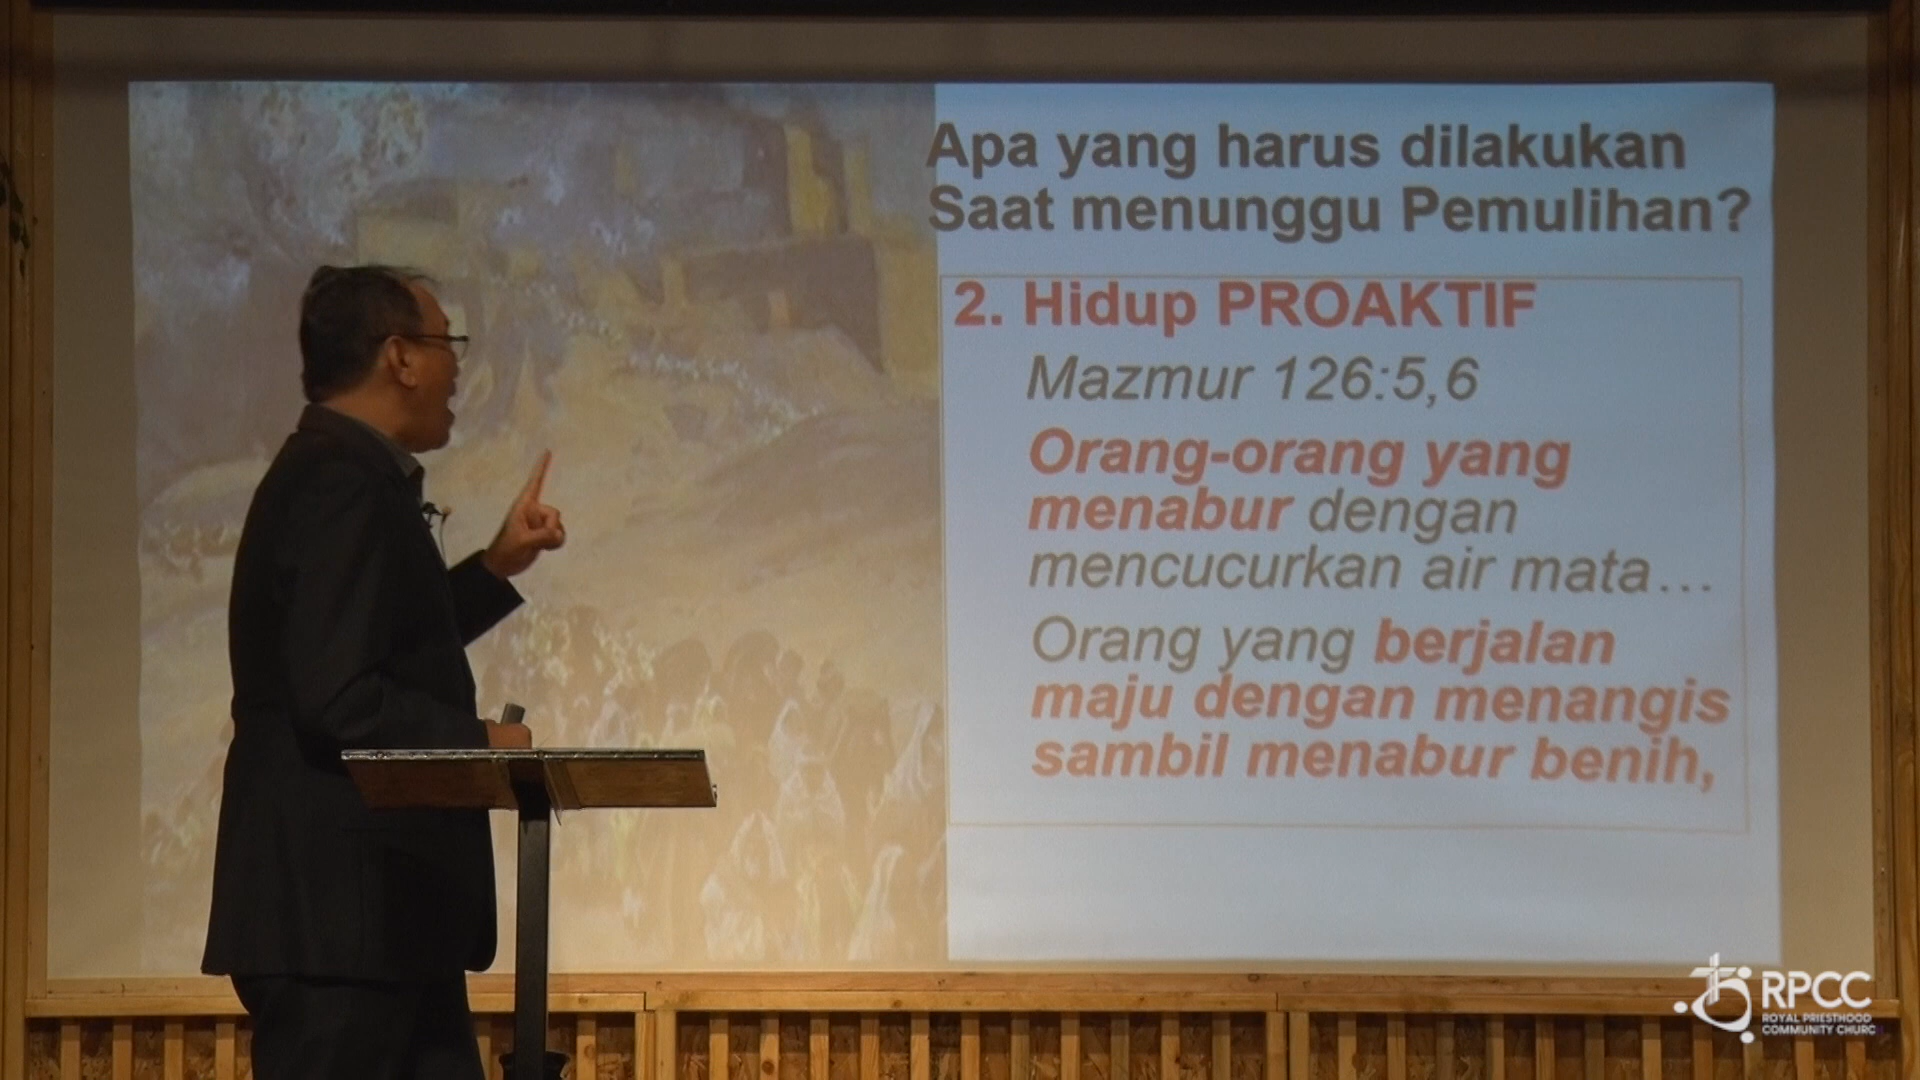 Apa yang harus dilakukan
Saat menunggu Pemulihan?
2. Hidup PROAKTIF
Mazmur 126:5,6
Orang-orang yang
menabur dengan
mencucurkan air mata...
Orang yang berjalan
maju dengan menangis
sambil menabur benih,
RPCC
ROYAL PRIESTHOOD
COMMUNITY CHURC